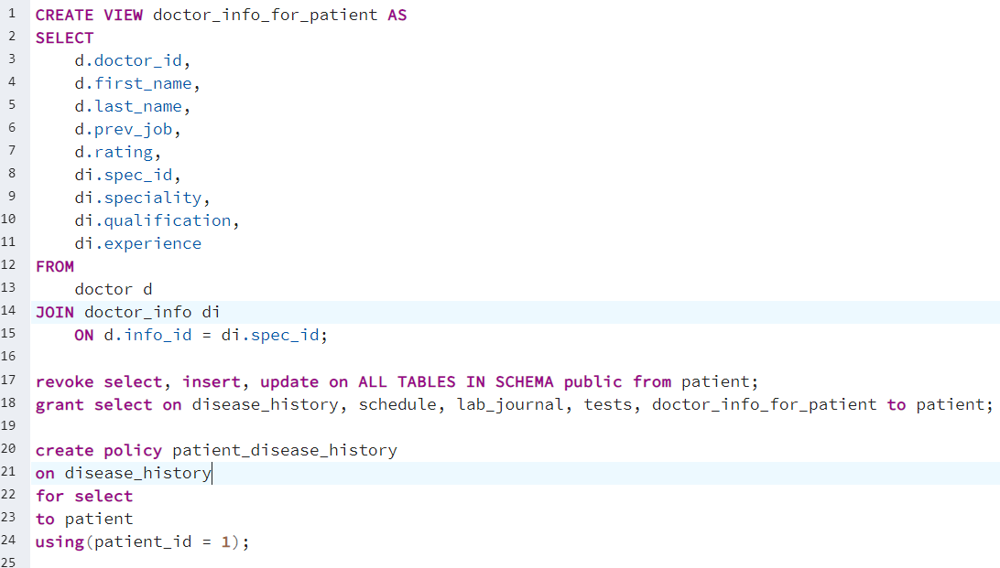 1 CREATE VIEW doctor_info_for_patient AS
2 SELECT
3 d.doctor_id,
4 d.first_name,
5 d.last_name,
6 d.prev_job,
7 d.rating,
8 di.spec_id,
9 di.speciality,
10 di.qualification,
11 di.experience
12 FROM
13 doctor d
14 JOIN doctor_info di
15 ON d.info_id = di.spec_id;
16
17 revoke select, insert, update on ALL TABLES IN SCHEMA public from patient;
18 grant select on disease_history, schedule, lab_journal, tests, doctor_info_for_patient to patient;
19
20 create policy patient_disease_history
21 on disease_history
22 for select
23 to patient
24 using(patient_id = 1);
25